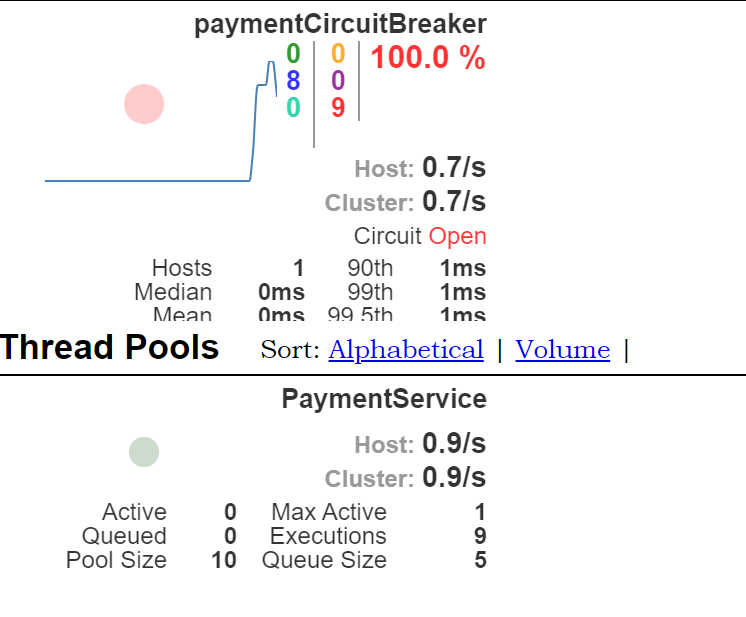 paymentCircuitBreaker
0 0 100.0 %
8 0
0 9
Host: 0.7/s
Cluster: 0.7/s
Circuit Open
Hosts 1 90th 1ms
Median 0ms 99th 1ms
Mean 0ms 99.5th 1ms
Thread Pools Sort: Alphabetical | Volume |
PaymentService
Host: 0.9/s
Cluster: 0.9/s
Active 0 Max Active 1
Queued 0 Executions 9
Pool Size 10 Queue Size 5